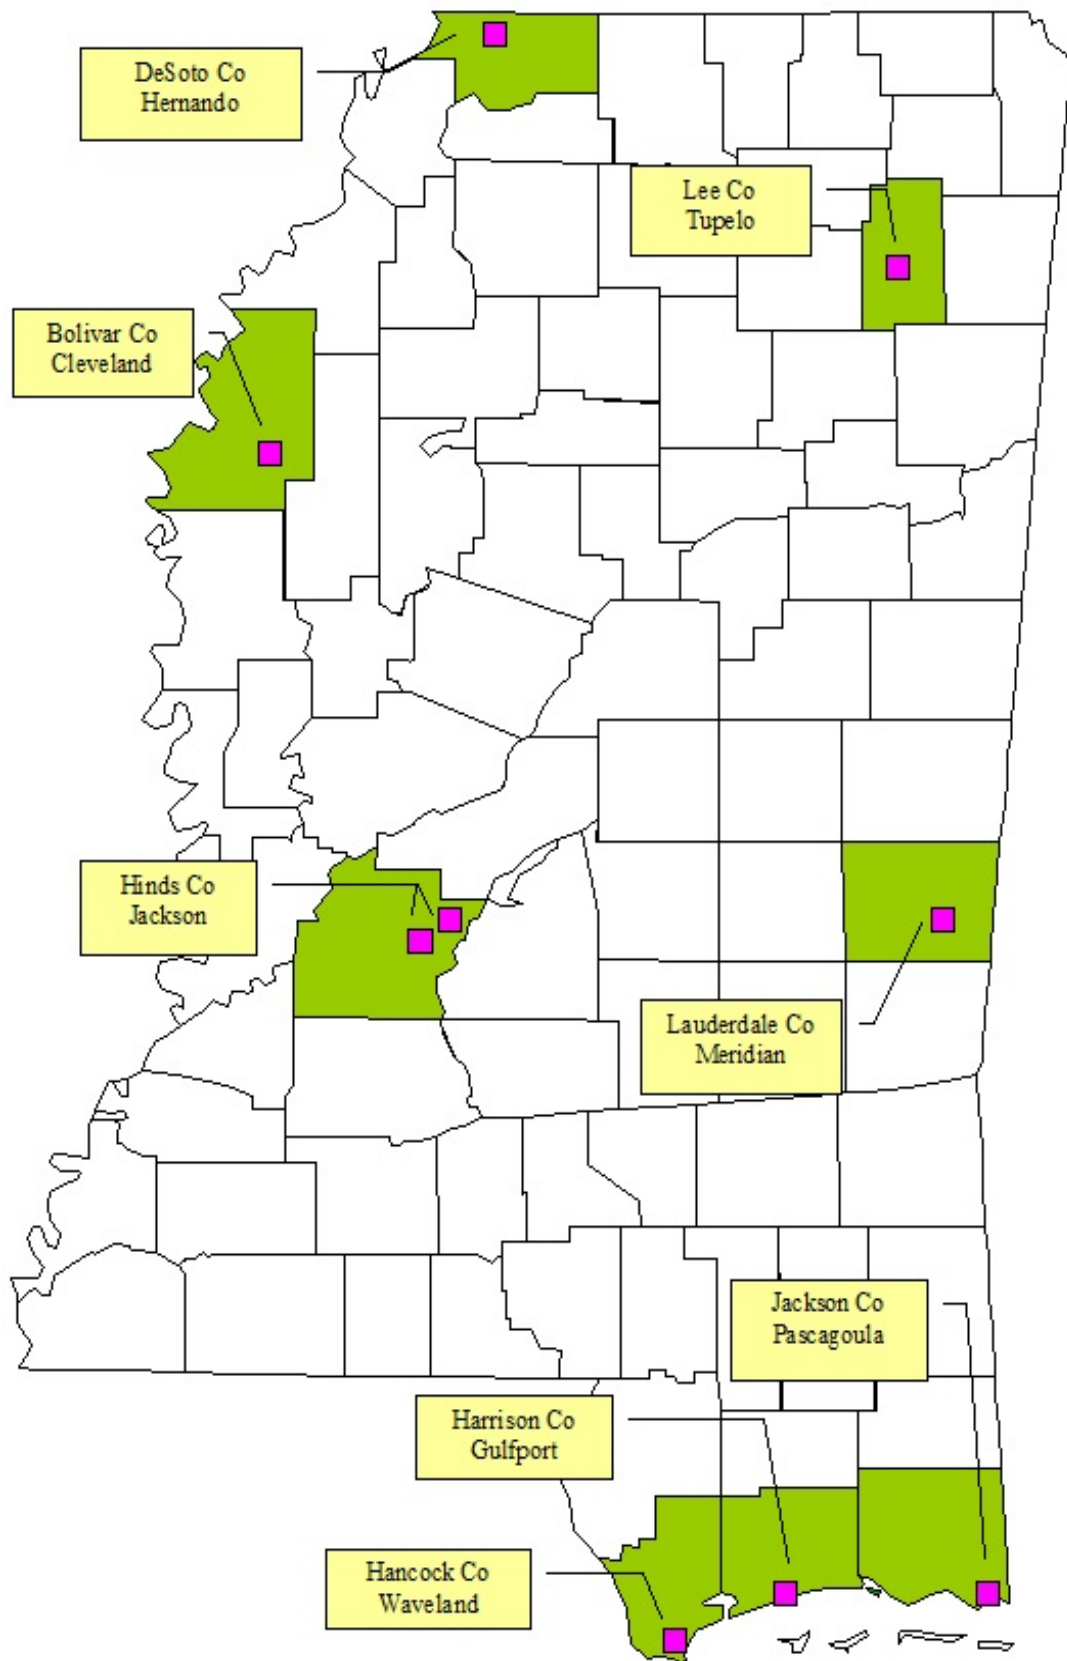 DeSoto Co
Hernando
Lee Co
Tupelo
Bolivar Co
Cleveland
Hinds Co
Jackson
Lauderdale Co
Meridian
Jackson Co
Pascagoula
Harrison Co
Gulfport
Hancock Co
Waveland